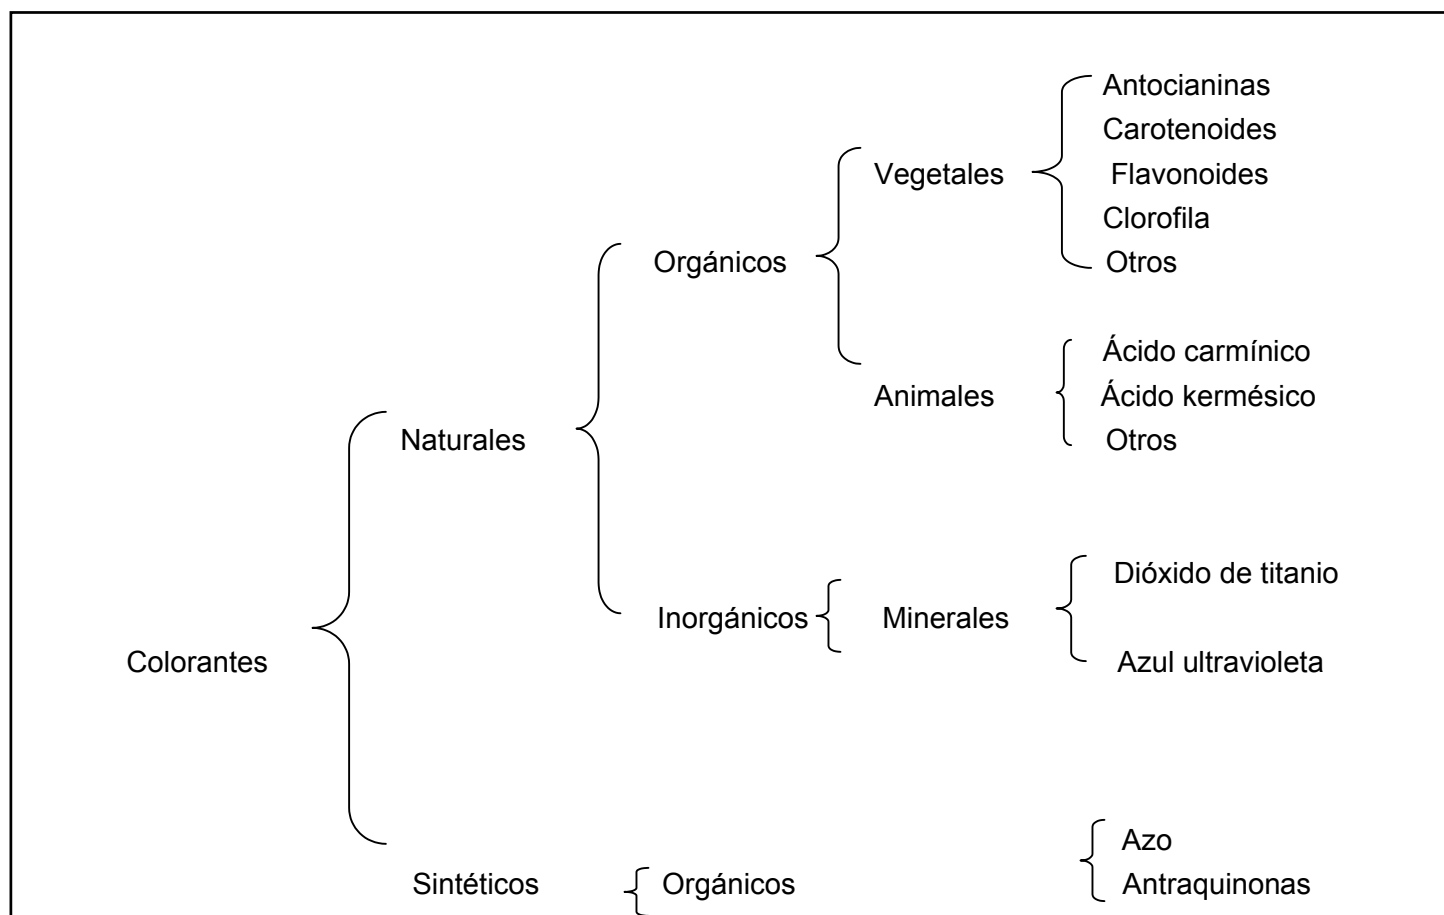 Antocianinas
Carotenoides
Vegetales
Flavonoides
Clorofila
Orgánicos
Otros
Ácido carmínico
Animales
Ácido kermésico
Naturales
Otros
Dióxido de titanio
Inorgánicos
Minerales
Colorantes
Azul ultravioleta
Azo
Sintéticos
Orgánicos
Antraquinonas